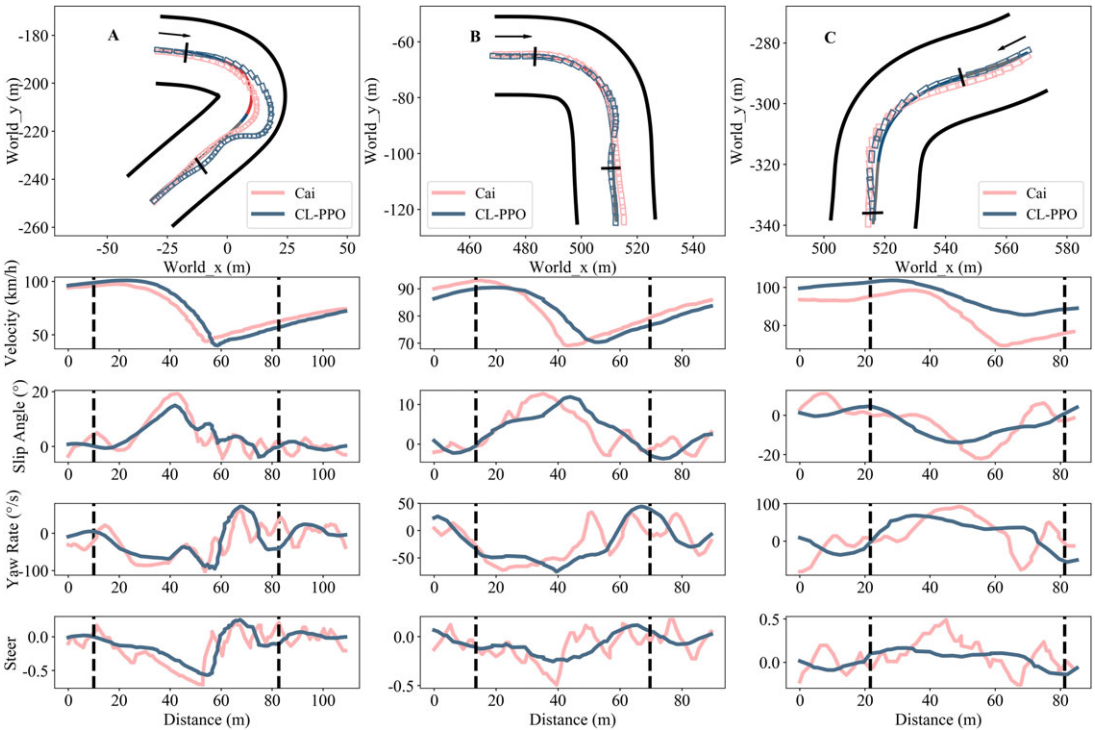 A
World_y (m)
-180
-200
-220
-240
-260
Cai
CL-PPO
-50
-25
0
25
50
World_x (m)
B
-60
-80
-100
-120
Cai
CL-PPO
460
480
500
520
540
World_x (m)
C
World_y (m)
-280
-300
-320
-340
Cai
CL-PPO
500
520
540
560
580
World_x (m)
Velocity (km/h)
100
50
0 20 40 60 80 100
90
80
70
0 20 40 60 80
100
80
0 20 40 60 80
Slip Angle (°)
20
0
0 20 40 60 80 100
10
0
0 20 40 60 80
0
-20
0 20 40 60 80
Yaw Rate (°/s)
0
-100
0 20 40 60 80 100
50
0
-50
0 20 40 60 80
100
0
0 20 40 60 80
Steer
0.0
-0.5
0 20 40 60 80 100
Distance (m)
0.0
-0.5
0 20 40 60 80
Distance (m)
0.5
0.0
0 20 40 60 80
Distance (m)